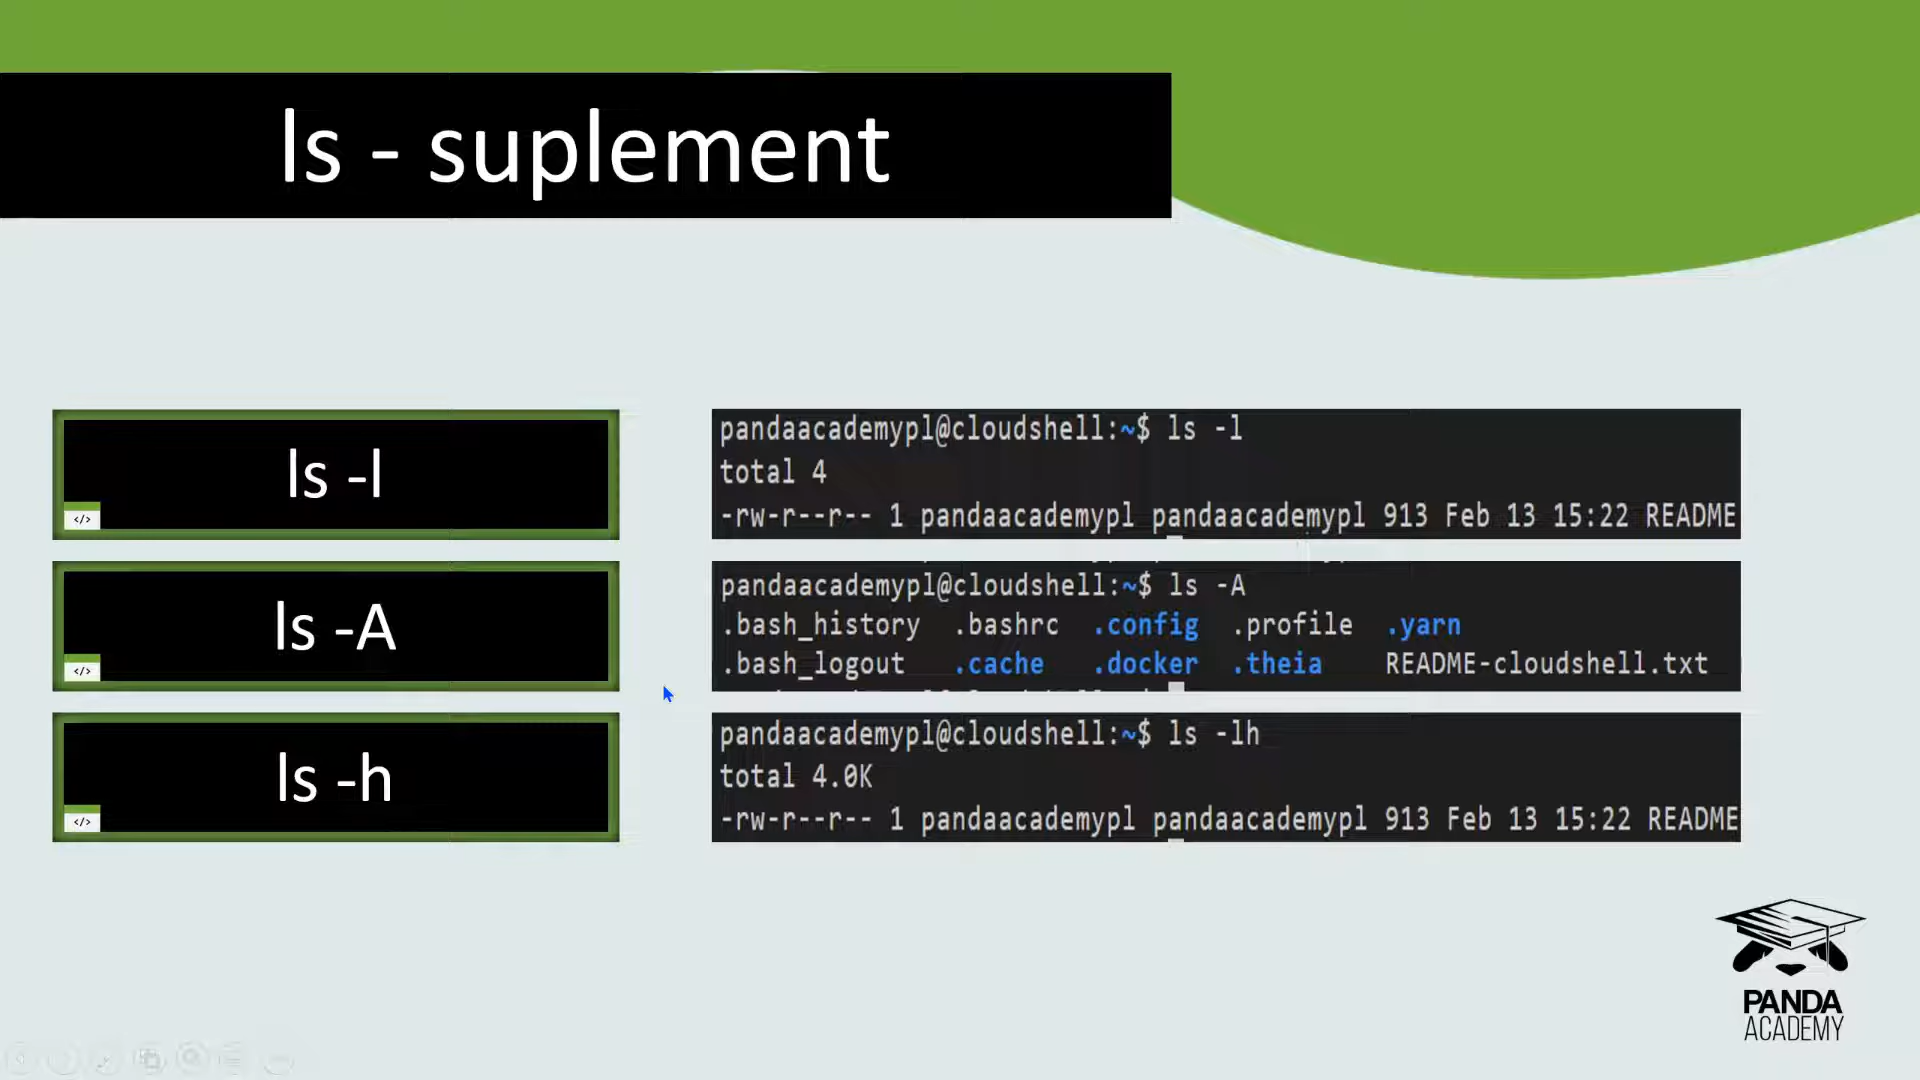 ls - suplement
ls -l
</>
pandaacademypl@cloudshell:~$ ls -l
total 4
-rw-r--r-- 1 pandaacademypl pandaacademypl 913 Feb 13 15:22 README
ls -A
</>
pandaacademypl@cloudshell:~$ ls -A
.bash_history .bashrc .config .profile .yarn
.bash_logout .cache .docker .theia README-cloudshell.txt
ls -h
</>
pandaacademypl@cloudshell:~$ ls -lh
total 4.0K
-rw-r--r-- 1 pandaacademypl pandaacademypl 913 Feb 13 15:22 README
PANDA
ACADEMY